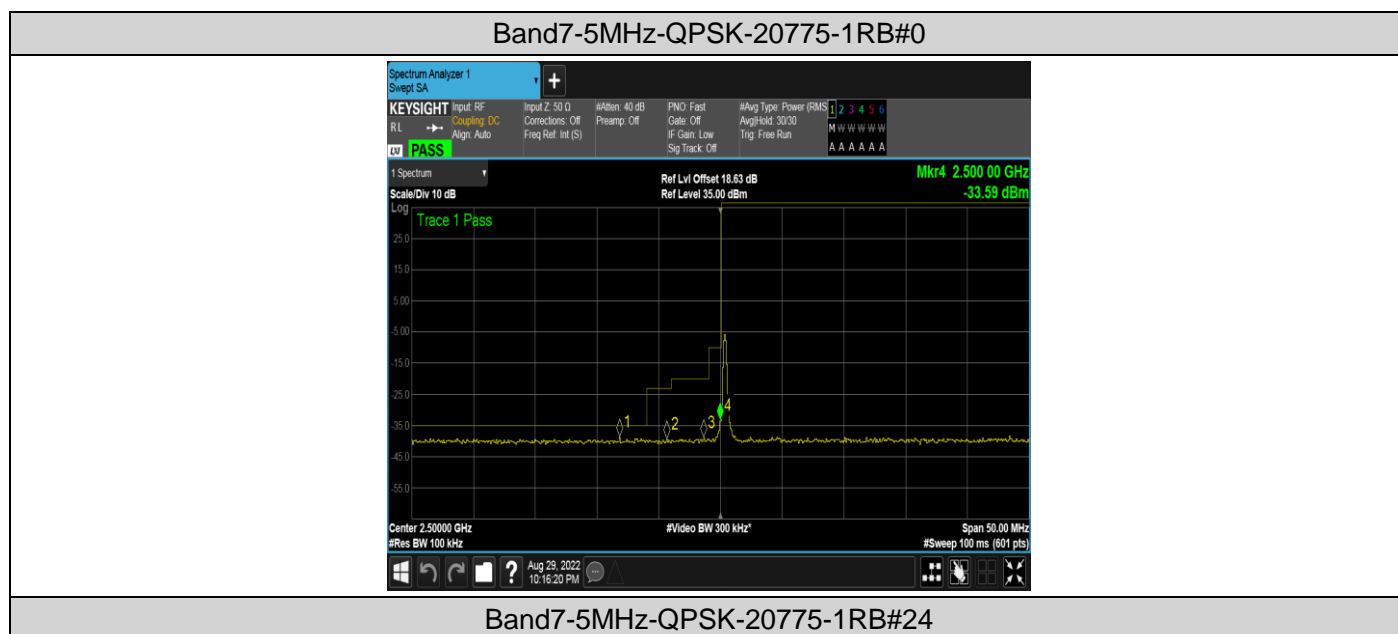 Band7-5MHz-QPSK-20775-1RB#0
Spectrum Analyzer 1
Swept SA
+
KEYSIGHT Input: RF Input Z: 50 Ω #Atten: 40 dB PNO: Fast #Avg Type: Power (RMS 1 2 3 4 5 6
RL Coupling: DC Corrections: Off Preamp: Off Gate: Off Avg|Hold: 30/30 M W W W W W
Align: Auto Freq Ref: Int (S) IF Gain: Low Trig: Free Run
LXI PASS Sig Track: Off A A A A A A
1 Spectrum Ref Lvl Offset 18.63 dB Mkr4 2.500 00 GHz
Scale/Div 10 dB Ref Level 35.00 dBm -33.59 dBm
Log
Trace 1 Pass
25.0
15.0
5.00
-5.00
-15.0
-25.0
4
-35.0 1 2 3
-45.0
-55.0
Center 2.50000 GHz #Video BW 300 kHz* Span 50.00 MHz
#Res BW 100 kHz #Sweep 100 ms (601 pts)
? Aug 29, 2022
10:16:20 PM
Band7-5MHz-QPSK-20775-1RB#24